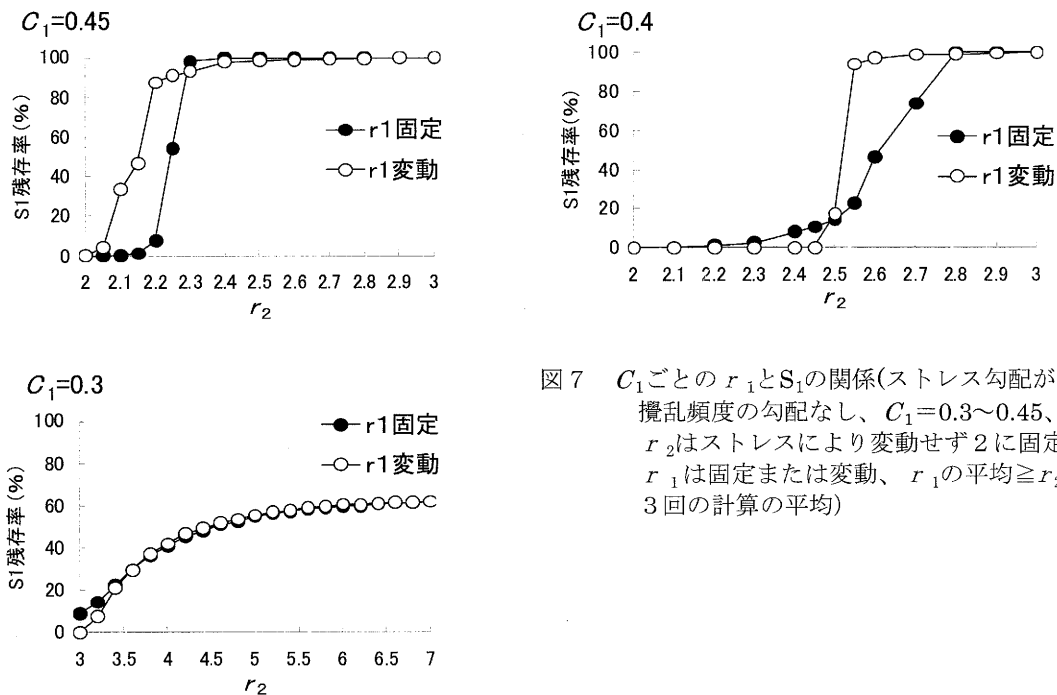 C₁=0.45
S1残存率(%)
100
80
60
40
20
0
r1固定
r1変動
2 2.1 2.2 2.3 2.4 2.5 2.6 2.7 2.8 2.9 3
r₂
C₁=0.4
S1残存率(%)
100
80
60
40
20
0
r1固定
r1変動
2 2.1 2.2 2.3 2.4 2.5 2.6 2.7 2.8 2.9 3
r₂
C₁=0.3
S1残存率(%)
100
80
60
40
20
0
r1固定
r1変動
3 3.5 4 4.5 5 5.5 6 6.5 7
r₂
図7 C₁ごとの r₁とS₁の関係(ストレス勾配が
攪乱頻度の勾配なし、C₁=0.3~0.45、
r₂はストレスにより変動せず2に固定
r₁は固定または変動、r₁の平均≧r₂
3回の計算の平均)